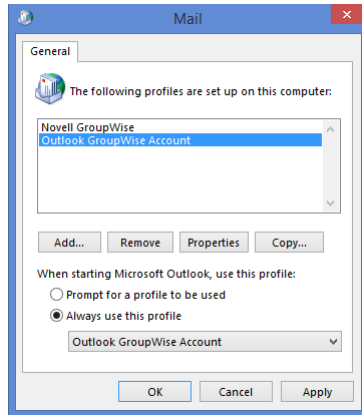 Mail
General
The following profiles are set up on this computer:
Novell GroupWise
Outlook GroupWise Account
Add... Remove Properties Copy...
When starting Microsoft Outlook, use this profile:
Prompt for a profile to be used
Always use this profile
Outlook GroupWise Account
OK Cancel Apply